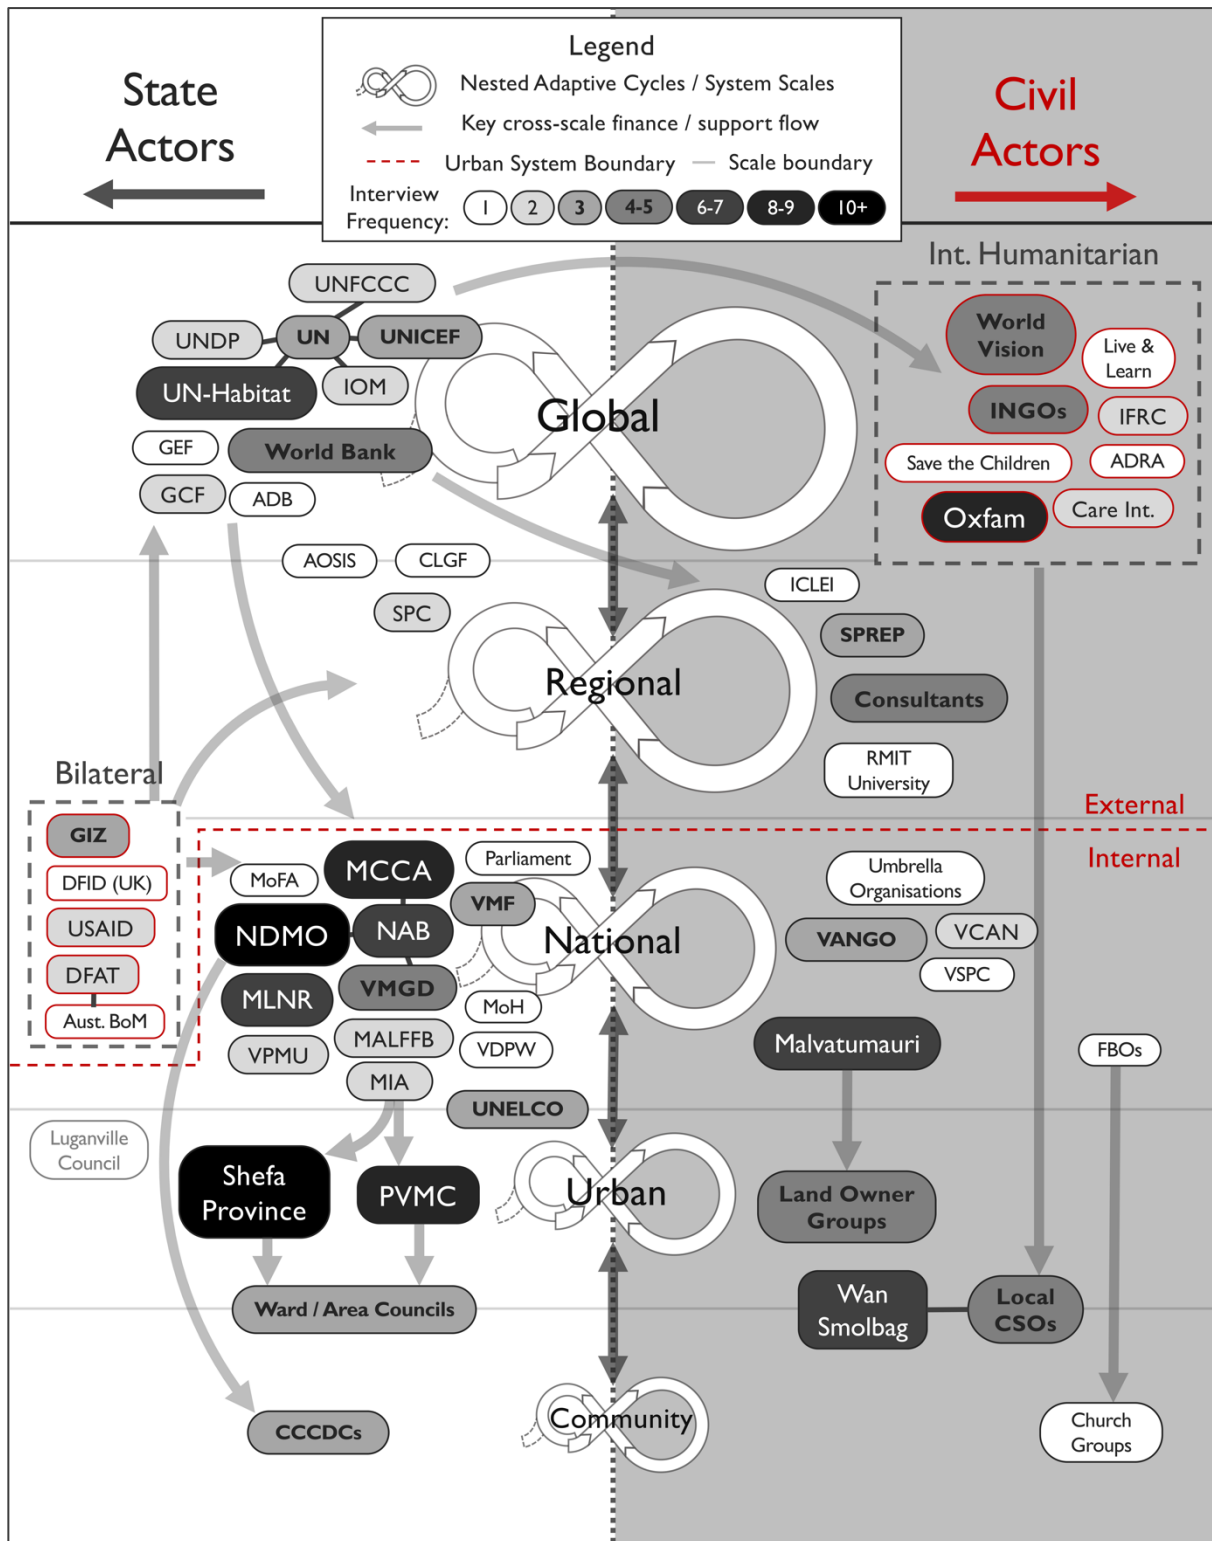 State
Actors
Legend
Nested Adaptive Cycles / System Scales
Key cross-scale finance / support flow
Urban System Boundary
Scale boundary
Interview
Frequency:
1
2
3
4-5
6-7
8-9
10+
Civil
Actors
Int. Humanitarian
UNFCCC
UNDP
UN
UNICEF
UN-Habitat
IOM
GEF
World Bank
GCF
ADB
Global
World
Vision
Live &
Learn
INGOs
IFRC
Save the Children
ADRA
Oxfam
Care Int.
AOSIS
CLGF
SPC
ICLEI
SPREP
Regional
Consultants
RMIT
University
Bilateral
GIZ
DFID (UK)
USAID
DFAT
Aust. BoM
External
Internal
MoFA
MCCA
Parliament
VMF
NDMO
NAB
MLNR
VMGD
MoH
VPMU
MALFFB
VDPW
MIA
National
Umbrella
Organisations
VANGO
VCAN
VSPC
Malvatumauri
FBOs
UNELCO
Luganville
Council
Shefa
Province
PVMC
Urban
Land Owner
Groups
Ward / Area Councils
Wan
Smolbag
Local
CSOs
CCCDCs
Community
Church
Groups